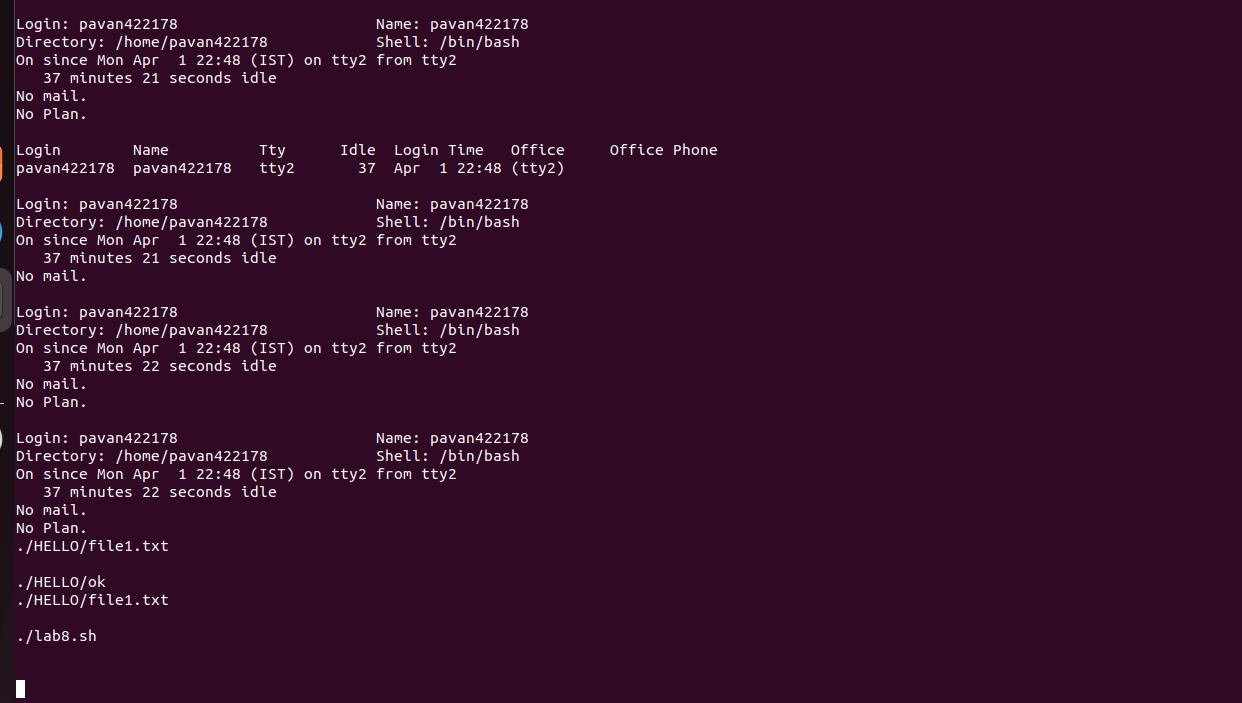 Login: pavan422178                      Name: pavan422178
Directory: /home/pavan422178            Shell: /bin/bash
On since Mon Apr  1 22:48 (IST) on tty2 from tty2
   37 minutes 21 seconds idle
No mail.
No Plan.

Login        Name          Tty      Idle  Login Time   Office     Office Phone
pavan422178  pavan422178   tty2       37  Apr  1 22:48 (tty2)

Login: pavan422178                      Name: pavan422178
Directory: /home/pavan422178            Shell: /bin/bash
On since Mon Apr  1 22:48 (IST) on tty2 from tty2
   37 minutes 21 seconds idle
No mail.

Login: pavan422178                      Name: pavan422178
Directory: /home/pavan422178            Shell: /bin/bash
On since Mon Apr  1 22:48 (IST) on tty2 from tty2
   37 minutes 22 seconds idle
No mail.
No Plan.

Login: pavan422178                      Name: pavan422178
Directory: /home/pavan422178            Shell: /bin/bash
On since Mon Apr  1 22:48 (IST) on tty2 from tty2
   37 minutes 22 seconds idle
No mail.
No Plan.
./HELLO/file1.txt

./HELLO/ok
./HELLO/file1.txt

./lab8.sh